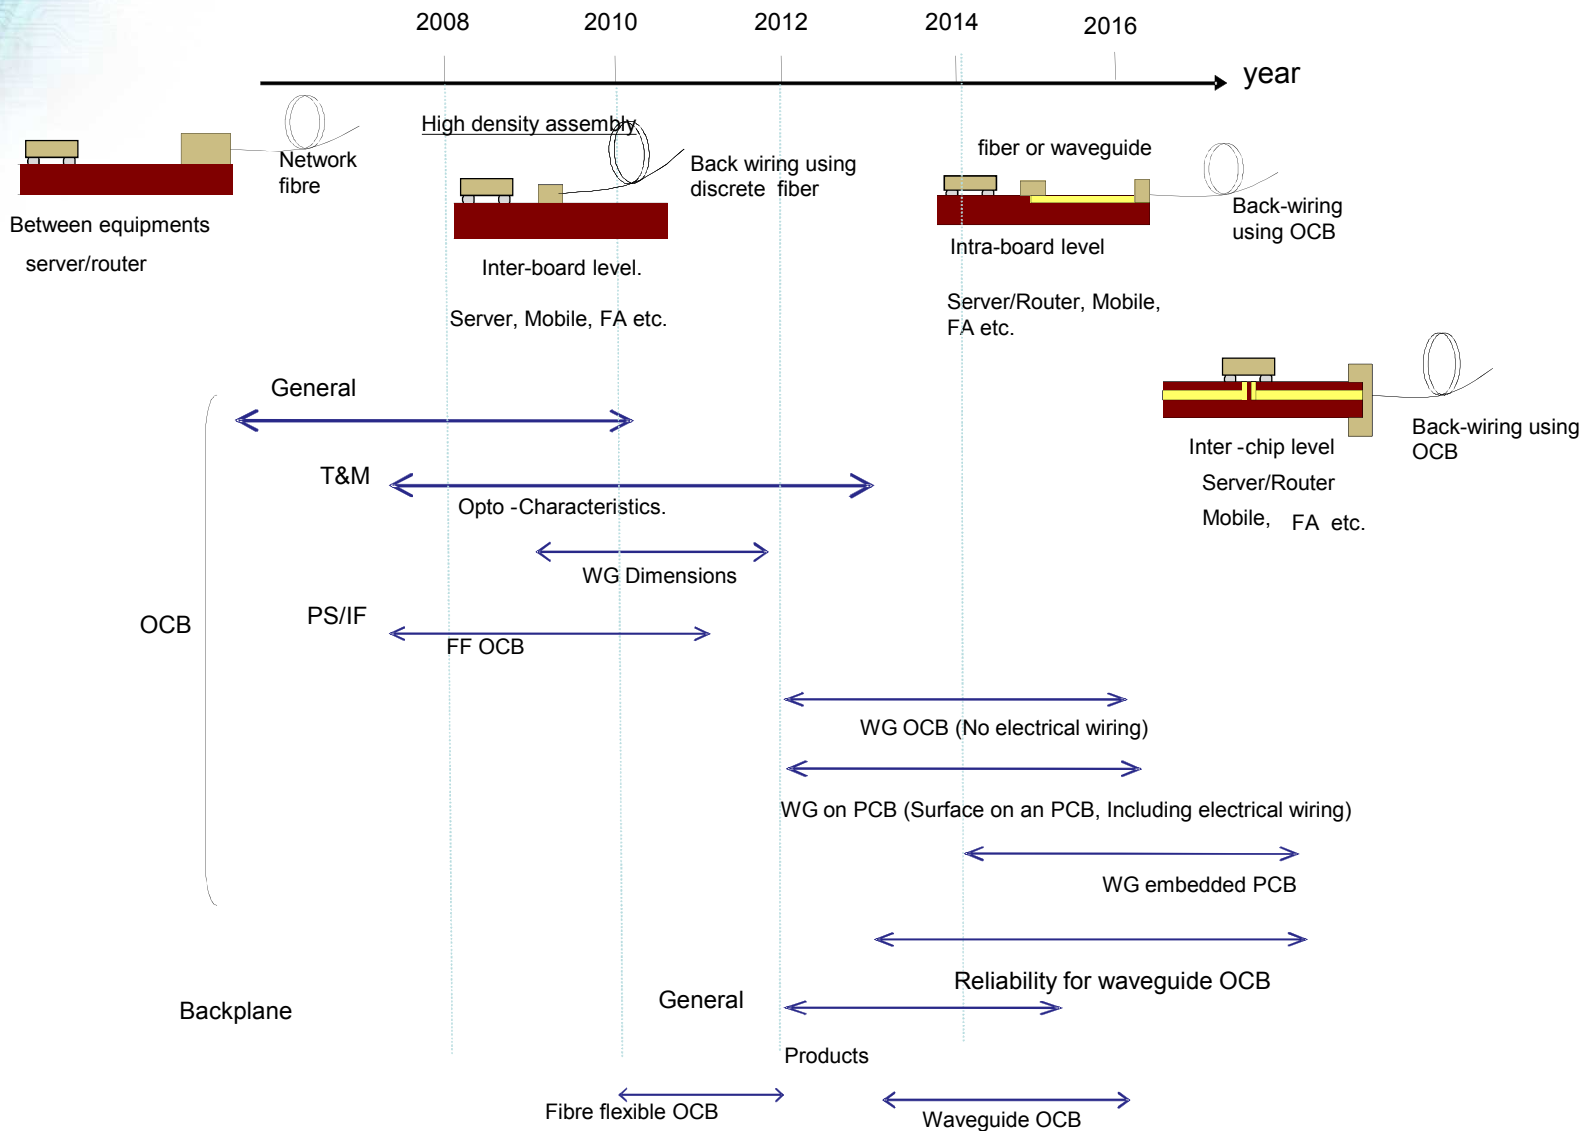 2008
2010
2012
2014
2016
year
High density assembly
Network
fibre
Between equipments
server/router
Back wiring using
discrete fiber
Inter-board level.
Server, Mobile, FA etc.
fiber or waveguide
Back-wiring
using OCB
Intra-board level
Server/Router, Mobile,
FA etc.
Back-wiring using
OCB
Inter -chip level
Server/Router
Mobile, FA etc.
General
T&M
Opto -Characteristics.
WG Dimensions
OCB
PS/IF
FF OCB
WG OCB (No electrical wiring)
WG on PCB (Surface on an PCB, Including electrical wiring)
WG embedded PCB
Reliability for waveguide OCB
Backplane
General
Products
Fibre flexible OCB
Waveguide OCB